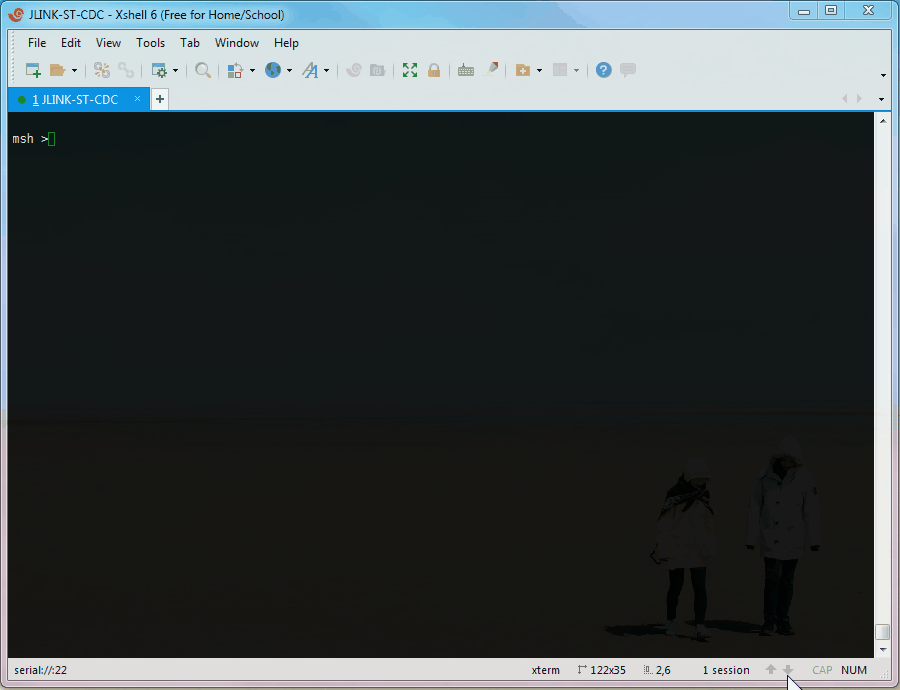 JLINK-ST-CDC - Xshell 6 (Free for Home/School)
File Edit View Tools Tab Window Help
1 JLINK-ST-CDC × +
msh >
serial://:22 xterm 122x35 2,6 1 session CAP NUM